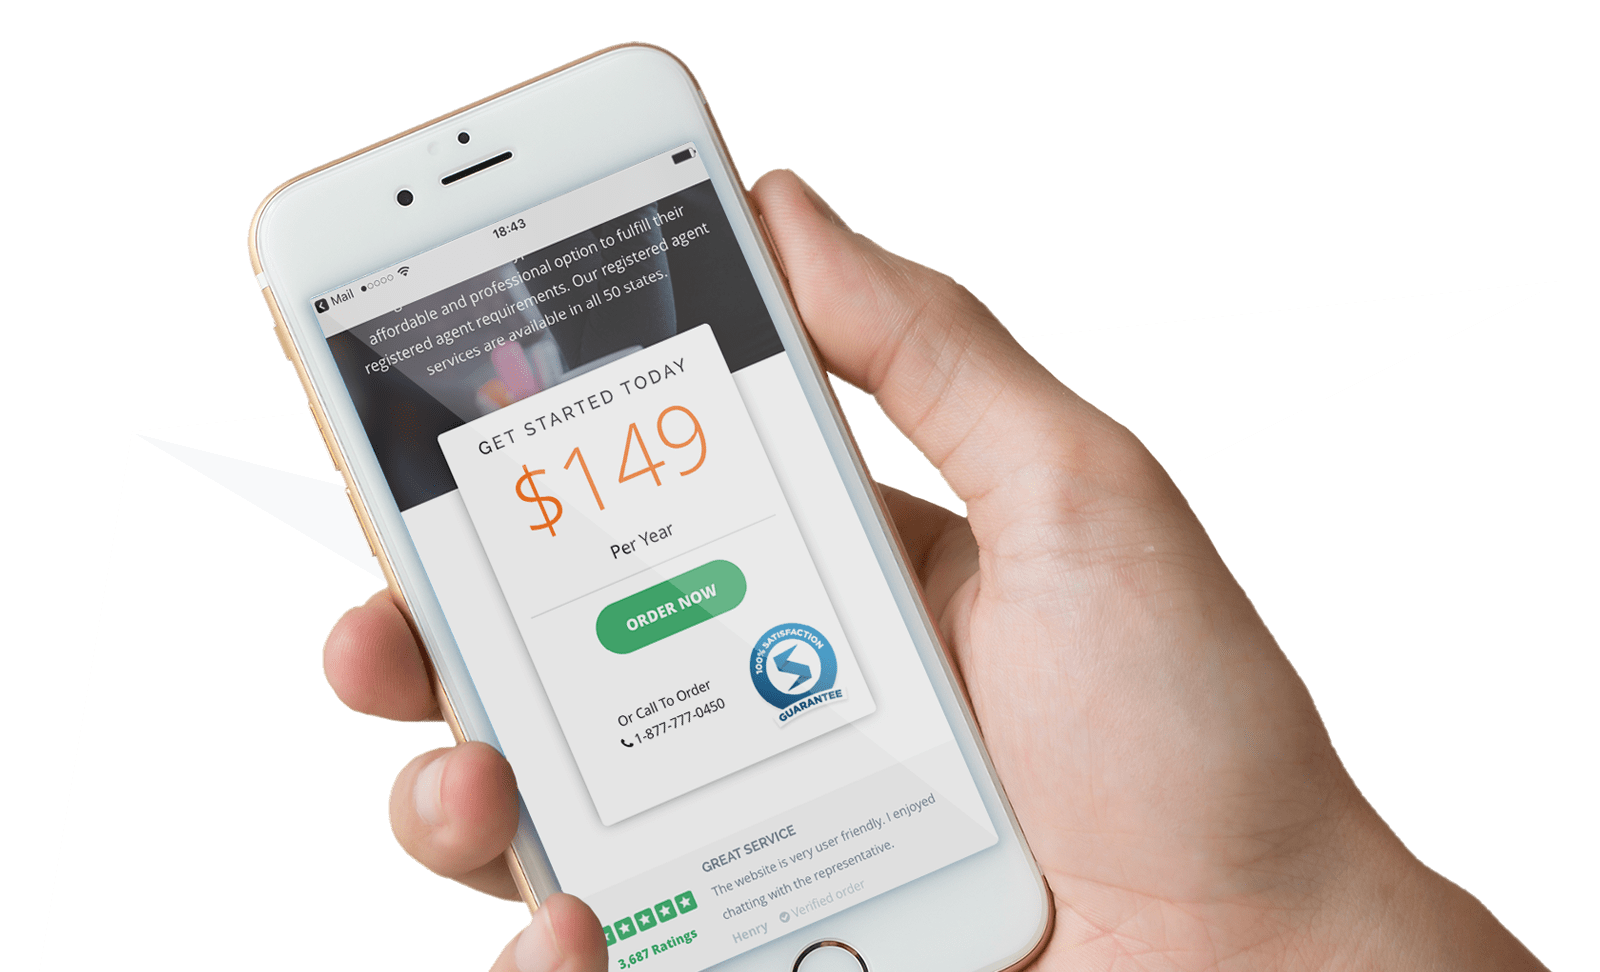 Mail
18:43
affordable and professional option to fulfill their
registered agent requirements. Our registered agent
services are available in all 50 states.
GET STARTED TODAY
$149
Per Year
ORDER NOW
100% SATISFACTION
GUARANTEE
Or Call To Order
1-877-777-0450
GREAT SERVICE
The website is very user friendly. I enjoyed
chatting with the representative.
Henry Verified order
3,687 Ratings